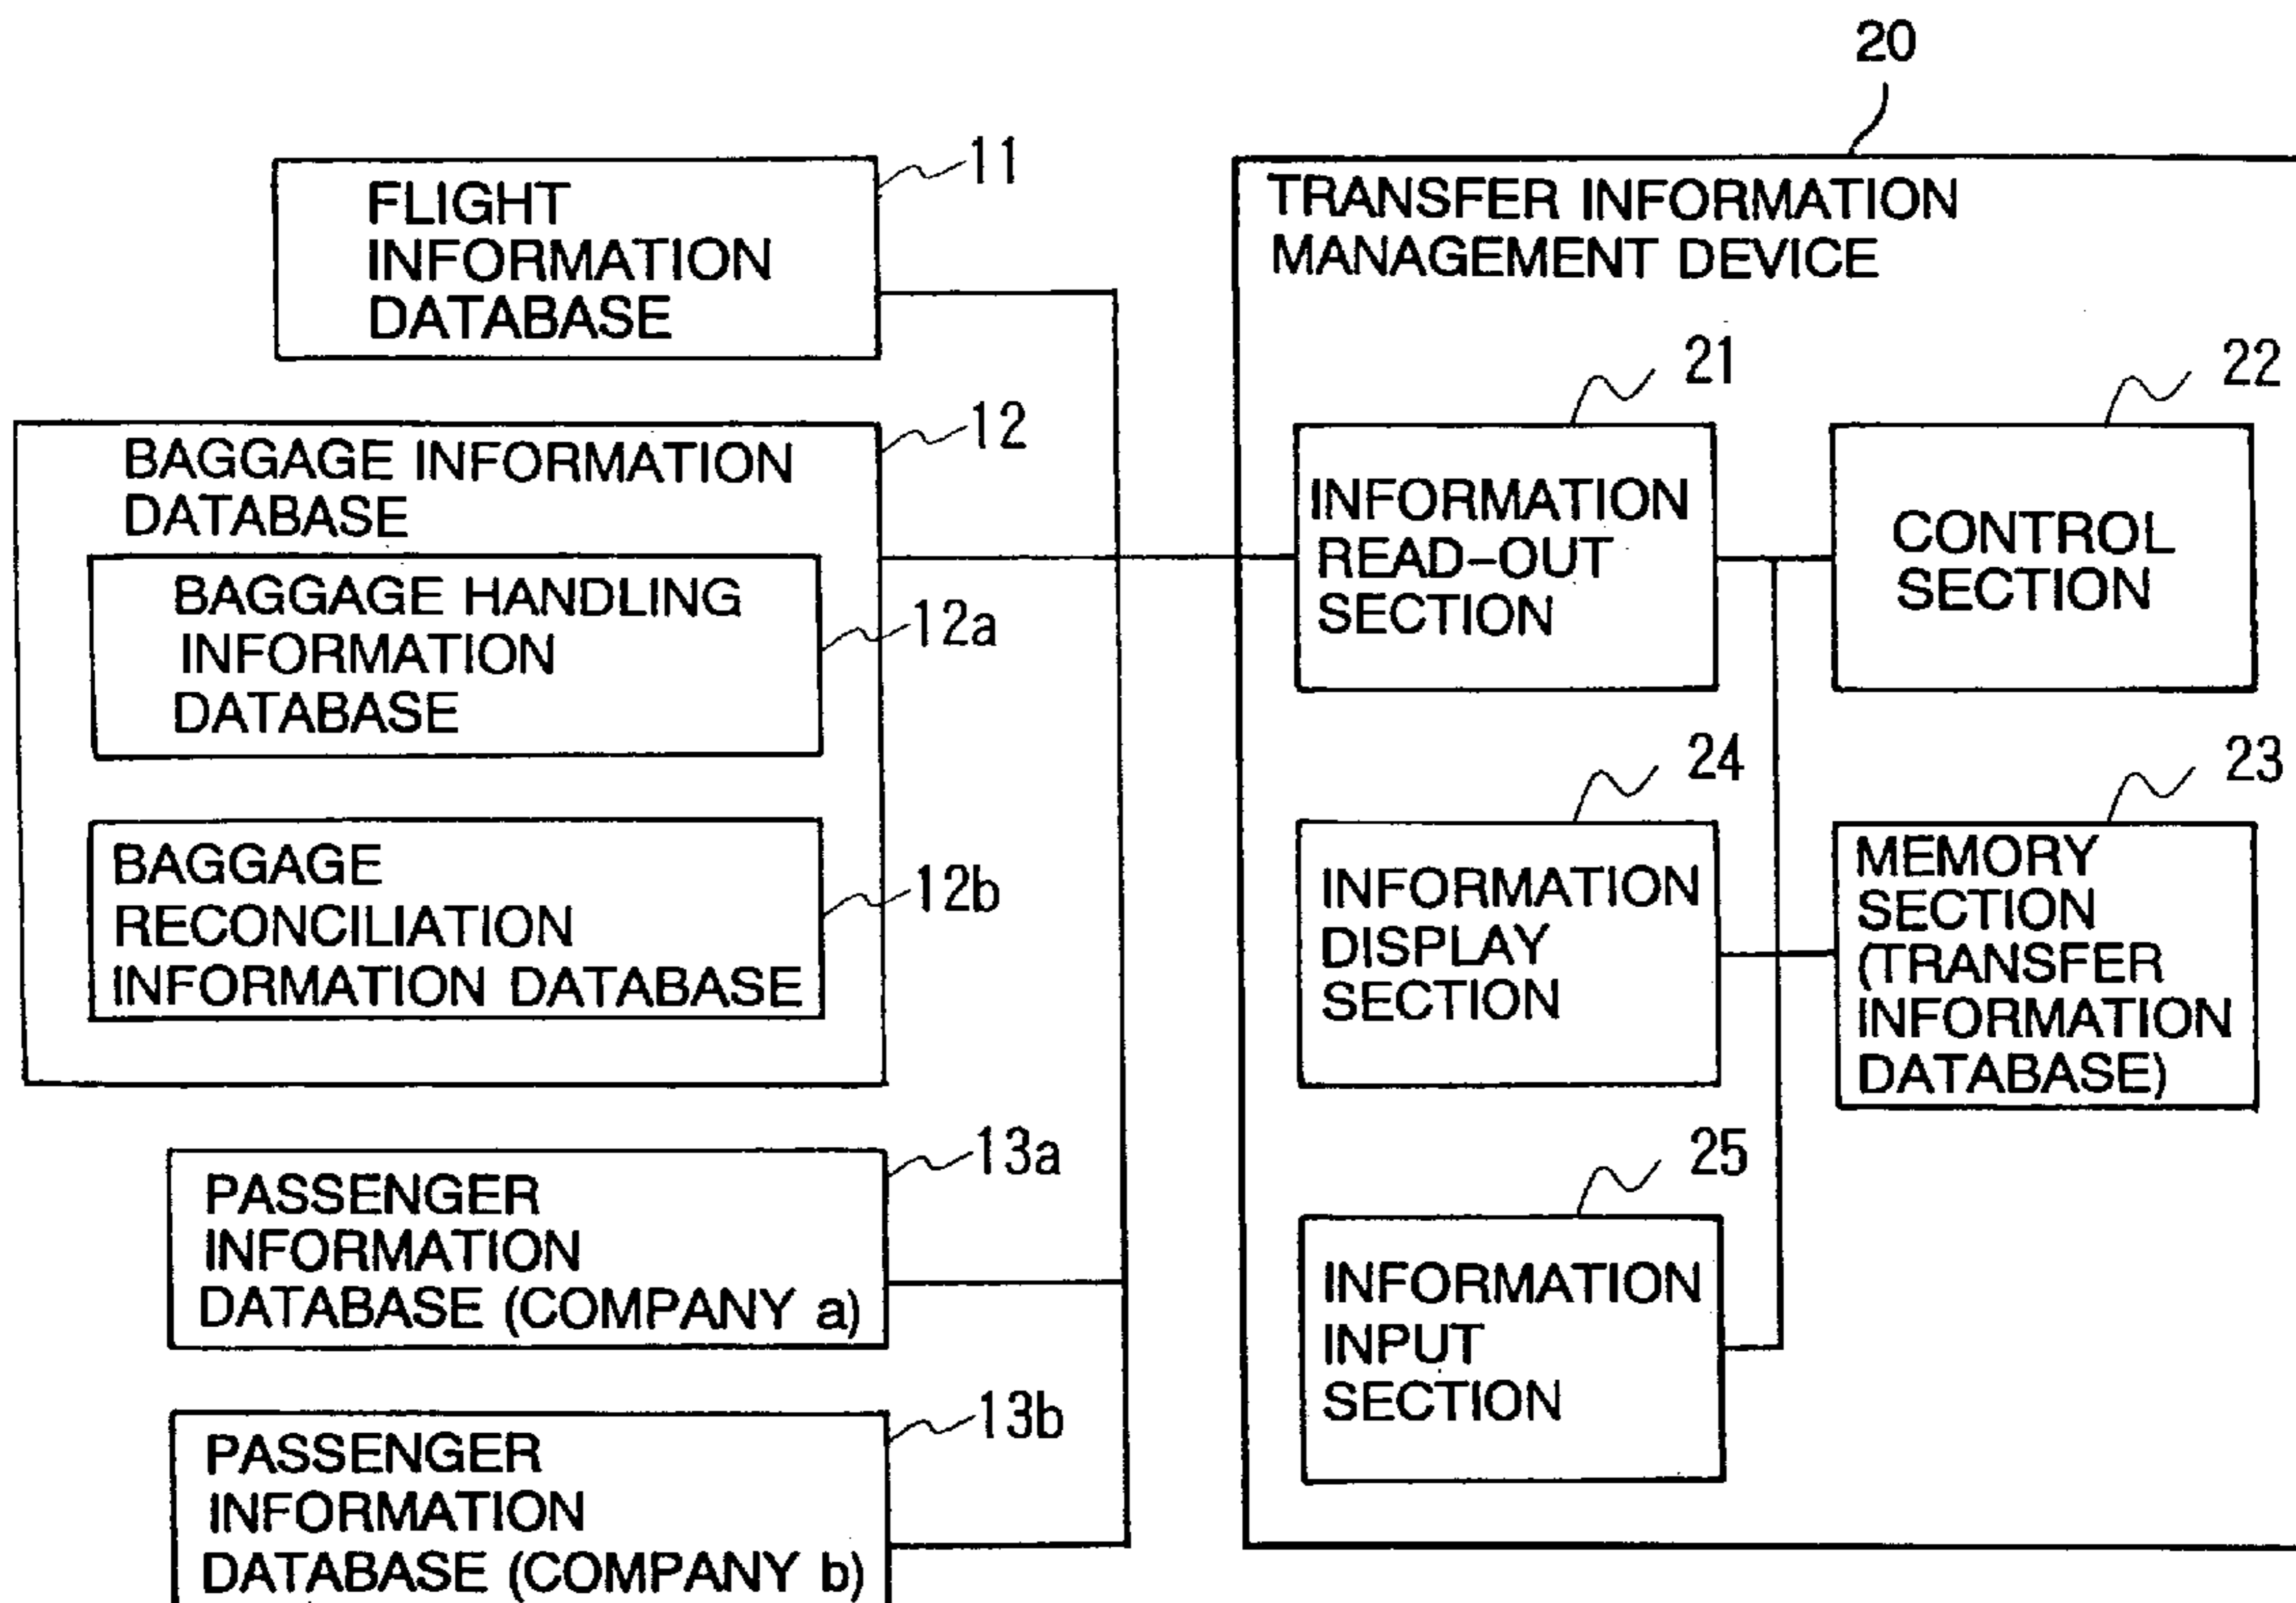 20
11
FLIGHT
INFORMATION
DATABASE
12
BAGGAGE INFORMATION
DATABASE
12a
BAGGAGE HANDLING
INFORMATION
DATABASE
12b
BAGGAGE
RECONCILIATION
INFORMATION DATABASE
13a
PASSENGER
INFORMATION
DATABASE (COMPANY a)
13b
PASSENGER
INFORMATION
DATABASE (COMPANY b)
TRANSFER INFORMATION
MANAGEMENT DEVICE
21
INFORMATION
READ-OUT
SECTION
22
CONTROL
SECTION
24
INFORMATION
DISPLAY
SECTION
23
MEMORY
SECTION
(TRANSFER
INFORMATION
DATABASE)
25
INFORMATION
INPUT
SECTION